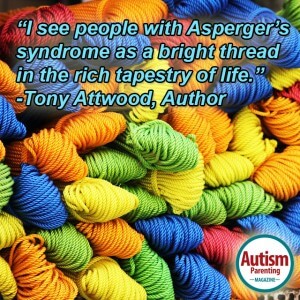 “I see people with Asperger’s
syndrome as a bright thread
in the rich tapestry of life.”
-Tony Attwood, Author
Autism
Parenting
MAGAZINE